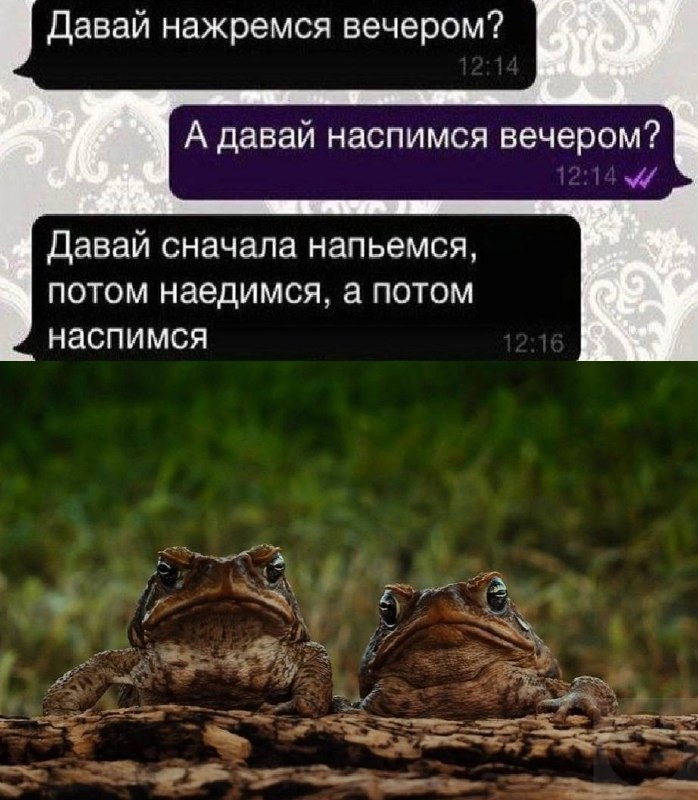 Давай нажремся вечером?
12:14
А давай наспимся вечером?
12:14
Давай сначала напьемся,
потом наедимся, а потом
наспимся
12:16